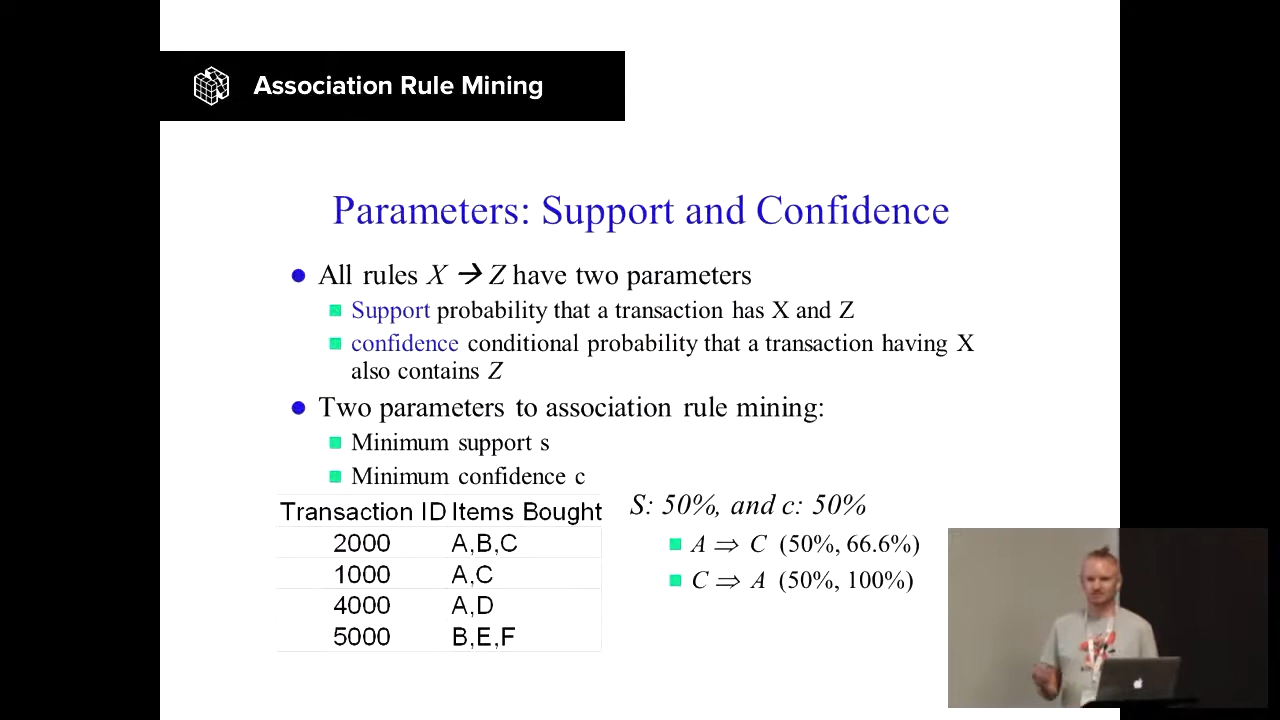 Association Rule Mining
Parameters: Support and Confidence
All rules X → Z have two parameters
Support probability that a transaction has X and Z
confidence conditional probability that a transaction having X
also contains Z
Two parameters to association rule mining:
Minimum support s
Minimum confidence c
Transaction ID Items Bought
2000 A,B,C
1000 A,C
4000 A,D
5000 B,E,F
S: 50%, and c: 50%
A ⇒ C (50%, 66.6%)
C ⇒ A (50%, 100%)